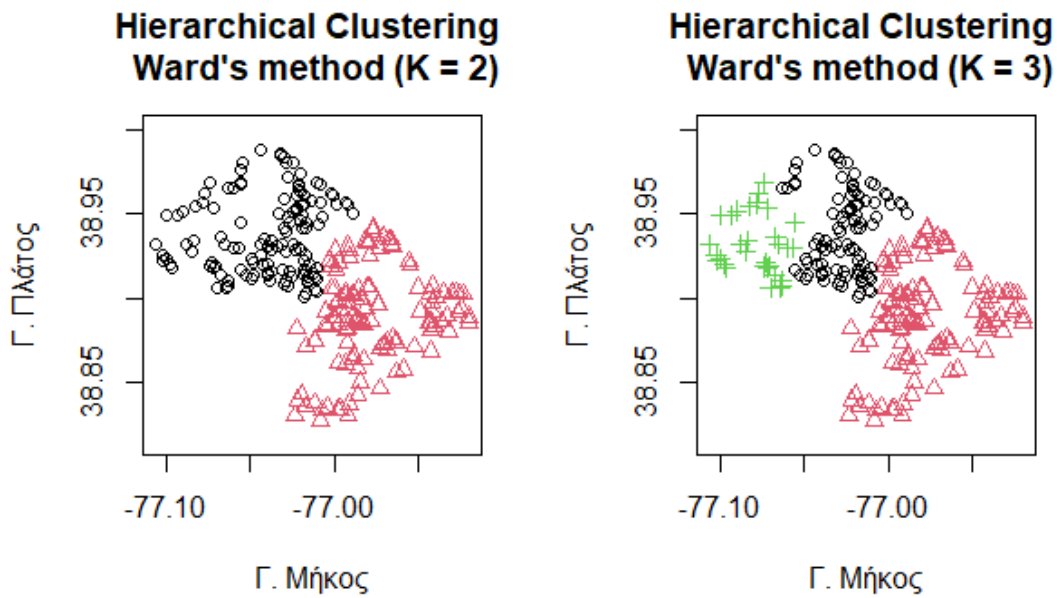 Hierarchical Clustering
Ward's method (K = 2)
Γ. Πλάτος
38.95
38.85
-77.10
-77.00
Γ. Μήκος
Hierarchical Clustering
Ward's method (K = 3)
Γ. Πλάτος
38.95
38.85
-77.10
-77.00
Γ. Μήκος